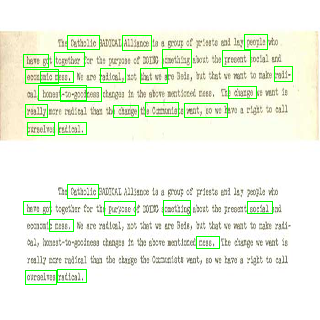 The Catholic RADICAL Alliance is a group of priests and lay people who
have got together for the purpose of DOING something about the present social and
economic mess. We are radical, not that we are Reds, but that we want to make radi-
cal, honest-to-goodness changes in the above mentioned mess. The change we want is
really more radical than the change the Communists want, so we have a right to call
ourselves radical.
The Catholic RADICAL Alliance is a group of priests and lay people who
have got together for the purpose of DOING something about the present social and
economic mess. We are radical, not that we are Reds, but that we want to make radi-
cal, honest-to-goodness changes in the above mentioned mess. The change we want is
really more radical than the change the Communists want, so we have a right to call
ourselves radical.